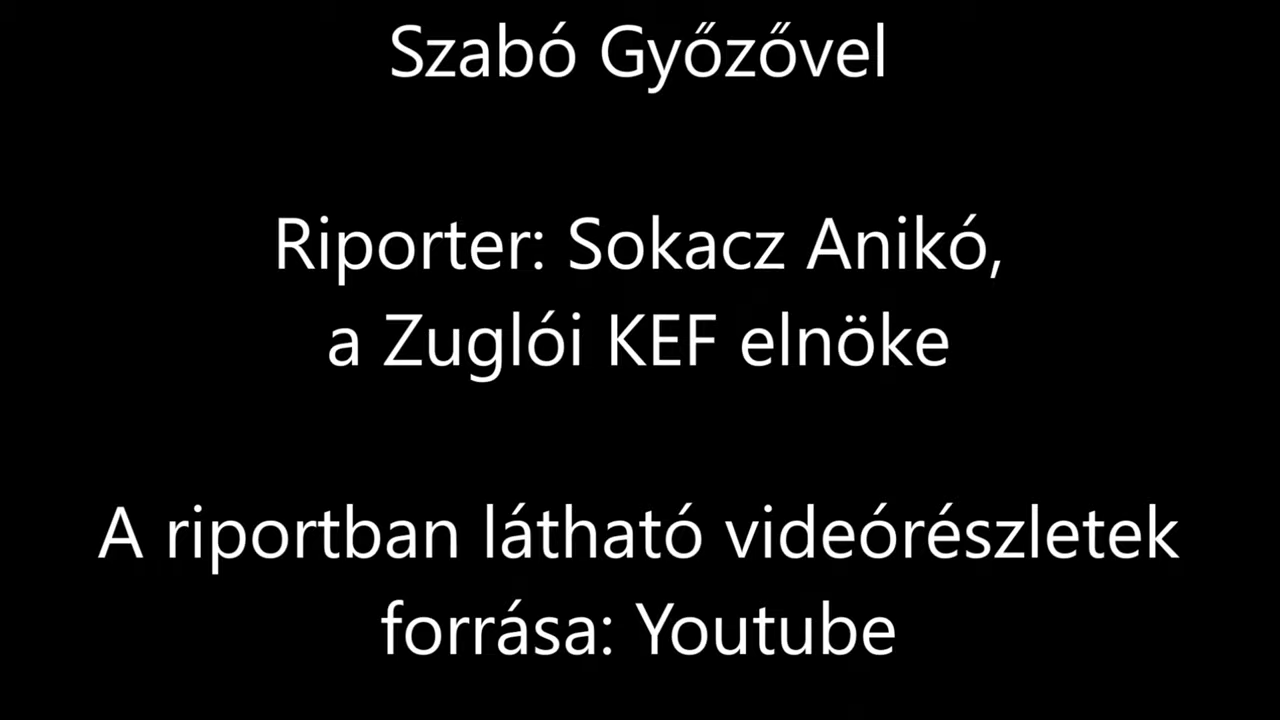 Szabó Győzővel
Riporter: Sokacz Anikó,
a Zuglói KEF elnöke
A riportban látható videórészletek
forrása: Youtube